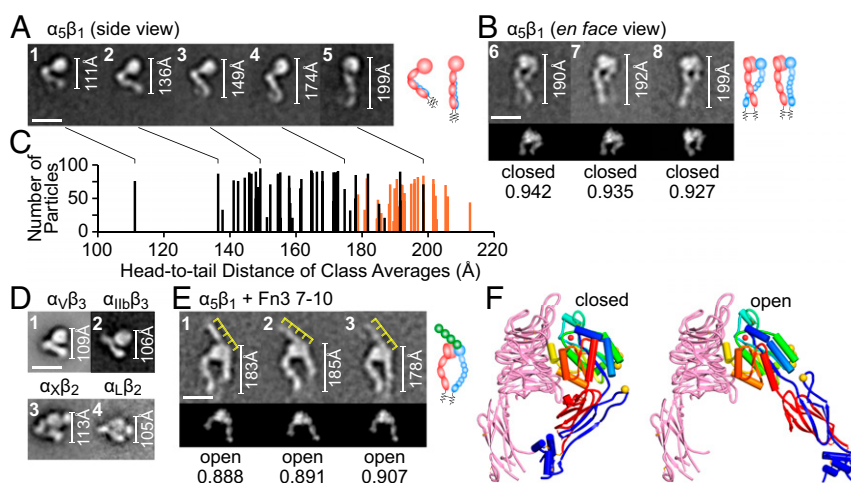 A α5β1 (side view)
1 2 3 4 5
111Å 136Å 149Å 174Å 199Å
B α5β1 (en face view)
6 7 8
190Å 192Å 199Å
closed closed closed
0.942 0.935 0.927
C
Number of
Particles
100
50
0
100 120 140 160 180 200 220
Head-to-tail Distance of Class Averages (Å)
D αVβ3 αIIbβ3
1 2
109Å 106Å
αXβ2 αLβ2
3 4
113Å 105Å
E α5β1 + Fn3 7-10
1 2 3
183Å 185Å 178Å
open open open
0.888 0.891 0.907
F closed open